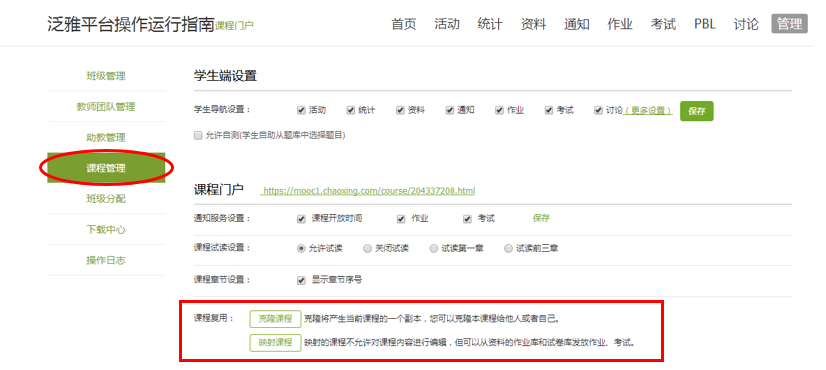 泛雅平台操作运行指南课程门户 首页 活动 统计 资料 通知 作业 考试 PBL 讨论 管理
班级管理
教师团队管理
助教管理
课程管理
班级分配
下载中心
操作日志
学生端设置
学生导航设置： 活动 统计 资料 通知 作业 考试 讨论（更多设置） 保存
允许自测(学生自助从题库中选择题目)
课程门户 https://mooc1.chaoxing.com/course/204337208.html
通知服务设置： 课程开放时间 作业 考试 保存
课程试读设置： 允许试读 关闭试读 试读第一章 试读前三章
课程章节设置： 显示章节序号
课程复用： 克隆课程 克隆将产生当前课程的一个副本，您可以克隆本课程给他人或者自己。
映射课程 映射的课程不允许对课程内容进行编辑，但可以从资料的作业库和试卷库发放作业、考试。